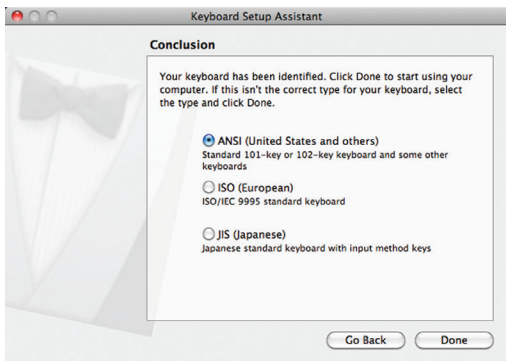 Keyboard Setup Assistant
Conclusion
Your keyboard has been identified. Click Done to start using your
computer. If this isn't the correct type for your keyboard, select
the type and click Done.
ANSI (United States and others)
Standard 101-key or 102-key keyboard and some other
keyboards
ISO (European)
ISO/IEC 9995 standard keyboard
JIS (Japanese)
Japanese standard keyboard with input method keys
Go Back Done